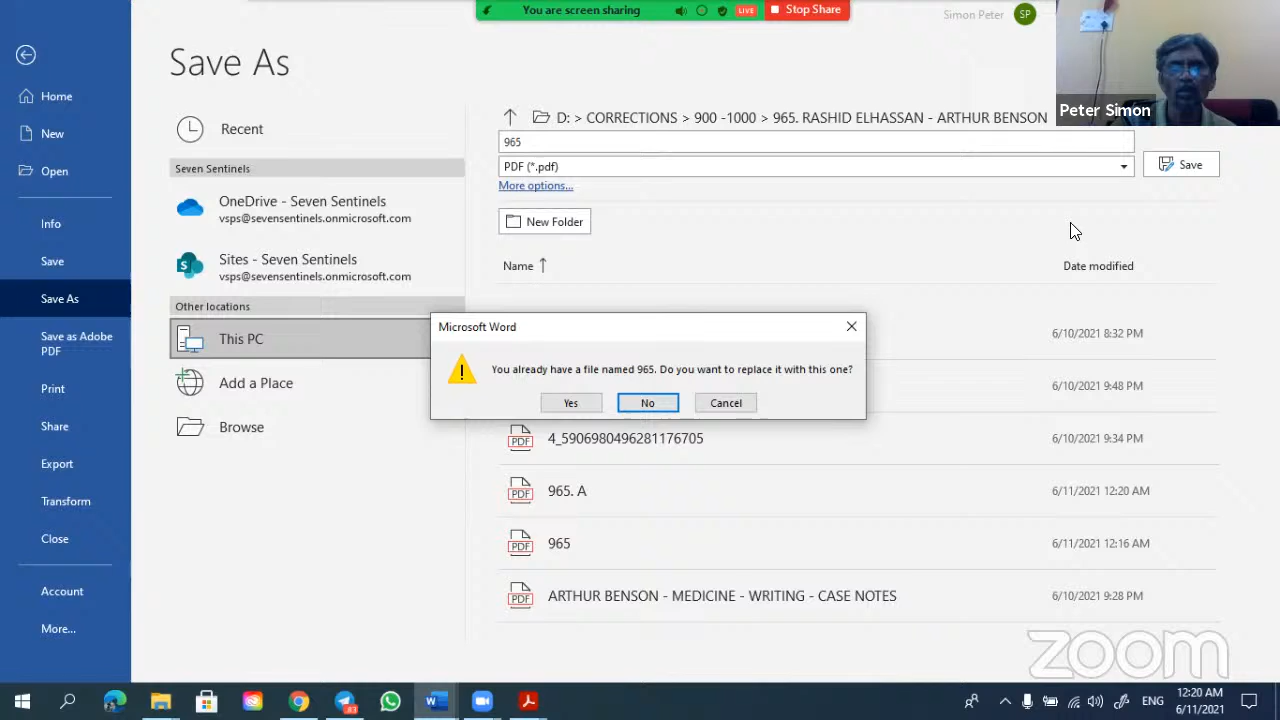 You are screen sharing
LIVE
Stop Share
Simon Peter
SP
Peter Simon
Save As
Home
New
Open
Info
Save
Save As
Save as Adobe
PDF
Print
Share
Export
Transform
Close
Account
More...
Recent
Seven Sentinels
OneDrive - Seven Sentinels
vsps@sevensentinels.onmicrosoft.com
Sites - Seven Sentinels
vsps@sevensentinels.onmicrosoft.com
Other locations
This PC
Add a Place
Browse
D: > CORRECTIONS > 900 -1000 > 965. RASHID ELHASSAN - ARTHUR BENSON
965
PDF (*.pdf)
Save
More options...
New Folder
Name
Date modified
6/10/2021 8:32 PM
6/10/2021 9:48 PM
Microsoft Word
You already have a file named 965. Do you want to replace it with this one?
Yes
No
Cancel
PDF
4_5906980496281176705
6/10/2021 9:34 PM
PDF
965. A
6/11/2021 12:20 AM
PDF
965
6/11/2021 12:16 AM
PDF
ARTHUR BENSON - MEDICINE - WRITING - CASE NOTES
6/10/2021 9:28 PM
zoom
ENG
12:20 AM
6/11/2021